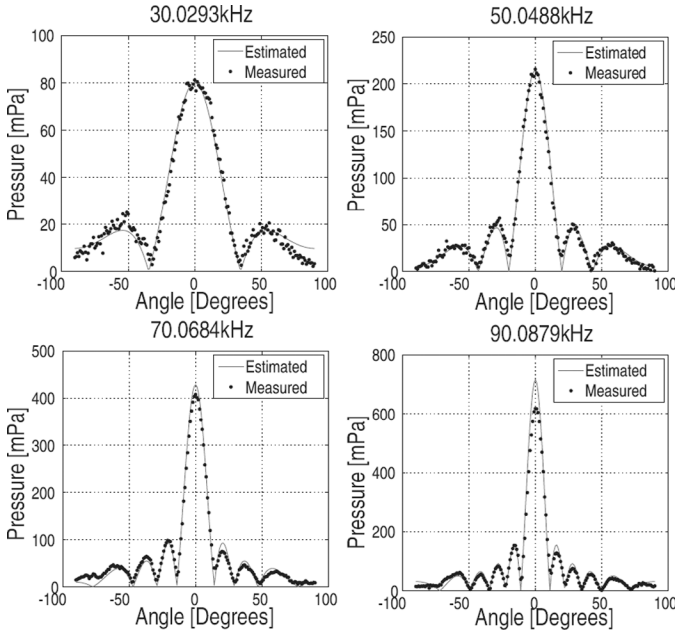 30.0293kHz
50.0488kHz
Pressure [mPa]
100
80
60
40
20
0
Estimated
Measured
-100
-50
0
50
100
Angle [Degrees]
Pressure [mPa]
250
200
150
100
50
0
Estimated
Measured
-100
-50
0
50
100
Angle [Degrees]
70.0684kHz
90.0879kHz
Pressure [mPa]
500
400
300
200
100
0
Estimated
Measured
-100
-50
0
50
100
Angle [Degrees]
Pressure [mPa]
800
600
400
200
0
Estimated
Measured
-100
-50
0
50
100
Angle [Degrees]